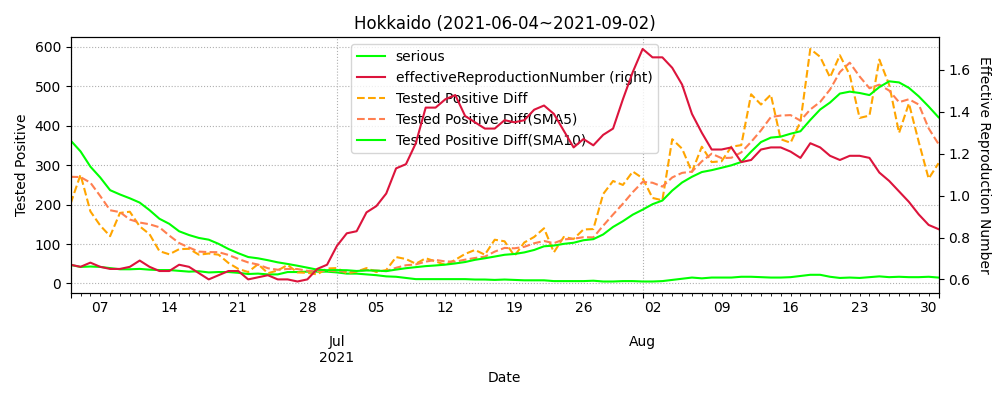 Hokkaido (2021-06-04~2021-09-02)
serious
effectiveReproductionNumber (right)
Tested Positive Diff
Tested Positive Diff(SMA5)
Tested Positive Diff(SMA10)
Tested Positive
600
500
400
300
200
100
0
1.6
1.4
1.2
1.0
0.8
0.6
Effective Reproduction Number
07 14 21 28 05 12 19 26 02 09 16 23 30
Jul Aug
2021
Date